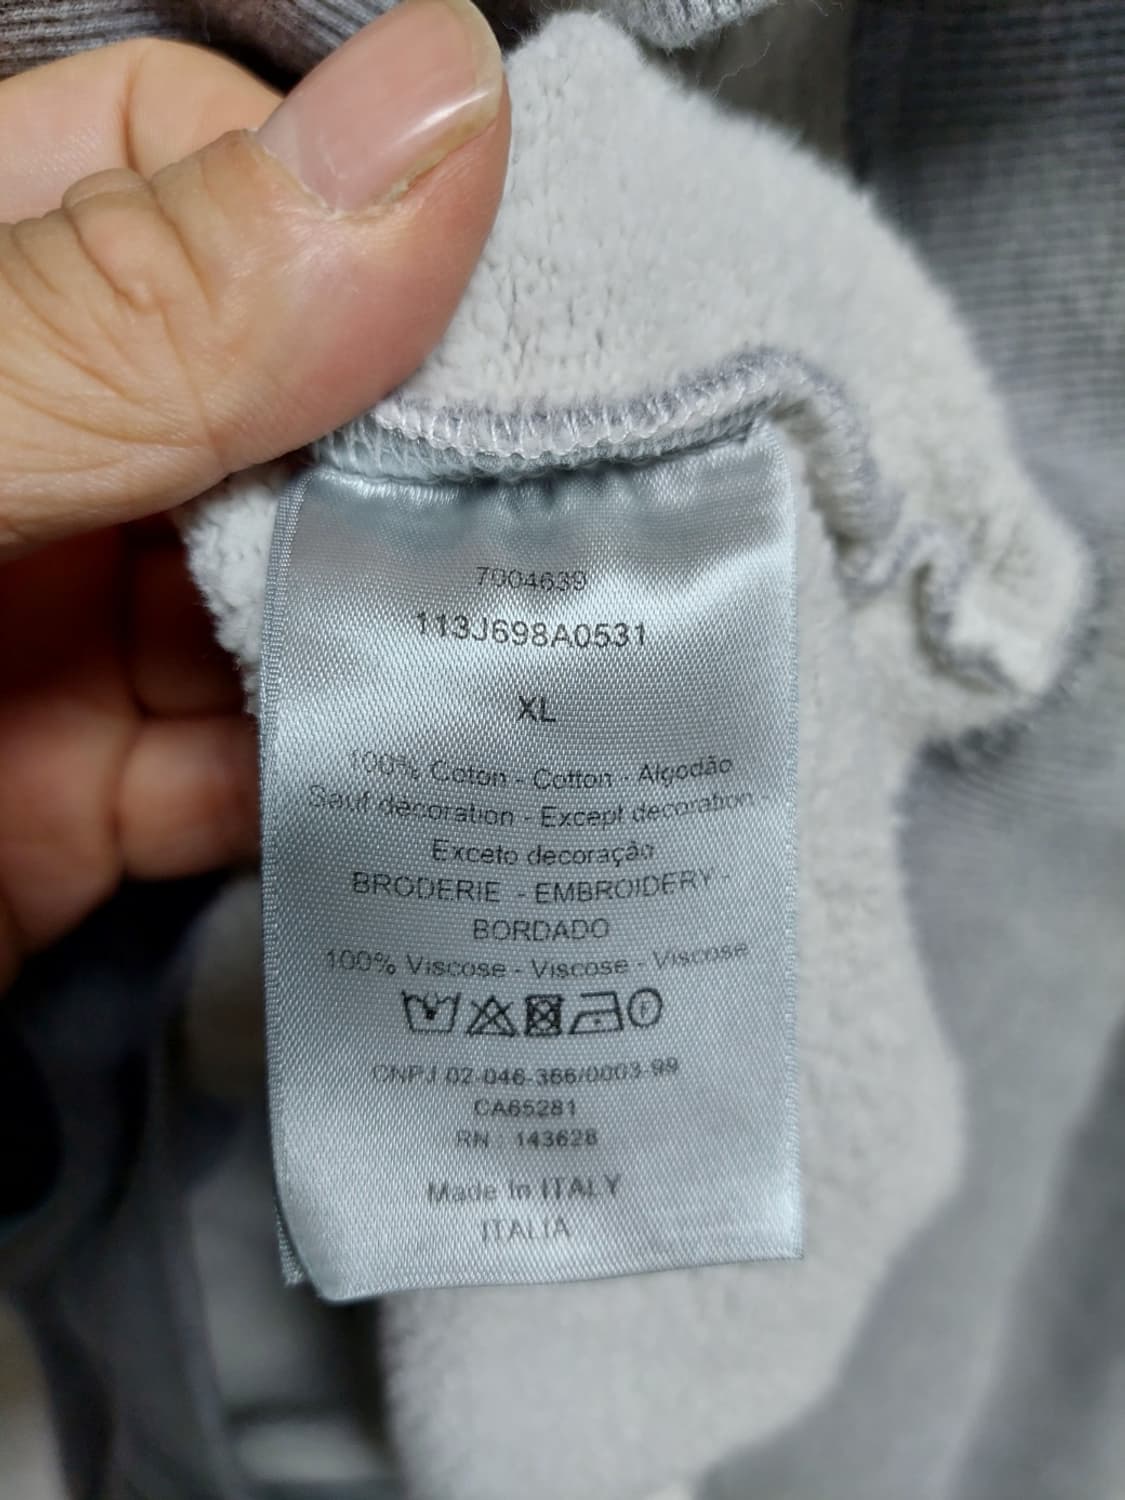 7004639
113J698A0531
XL
100% Coton - Cotton - Algodão
Sauf decoration - Except decoration -
Exceto decoração
BRODERIE - EMBROIDERY -
BORDADO
100% Viscose - Viscose - Viscose
CNPJ 02-046-366/0003-99
CA65281
RN : 143628
Made In ITALY
ITALIA